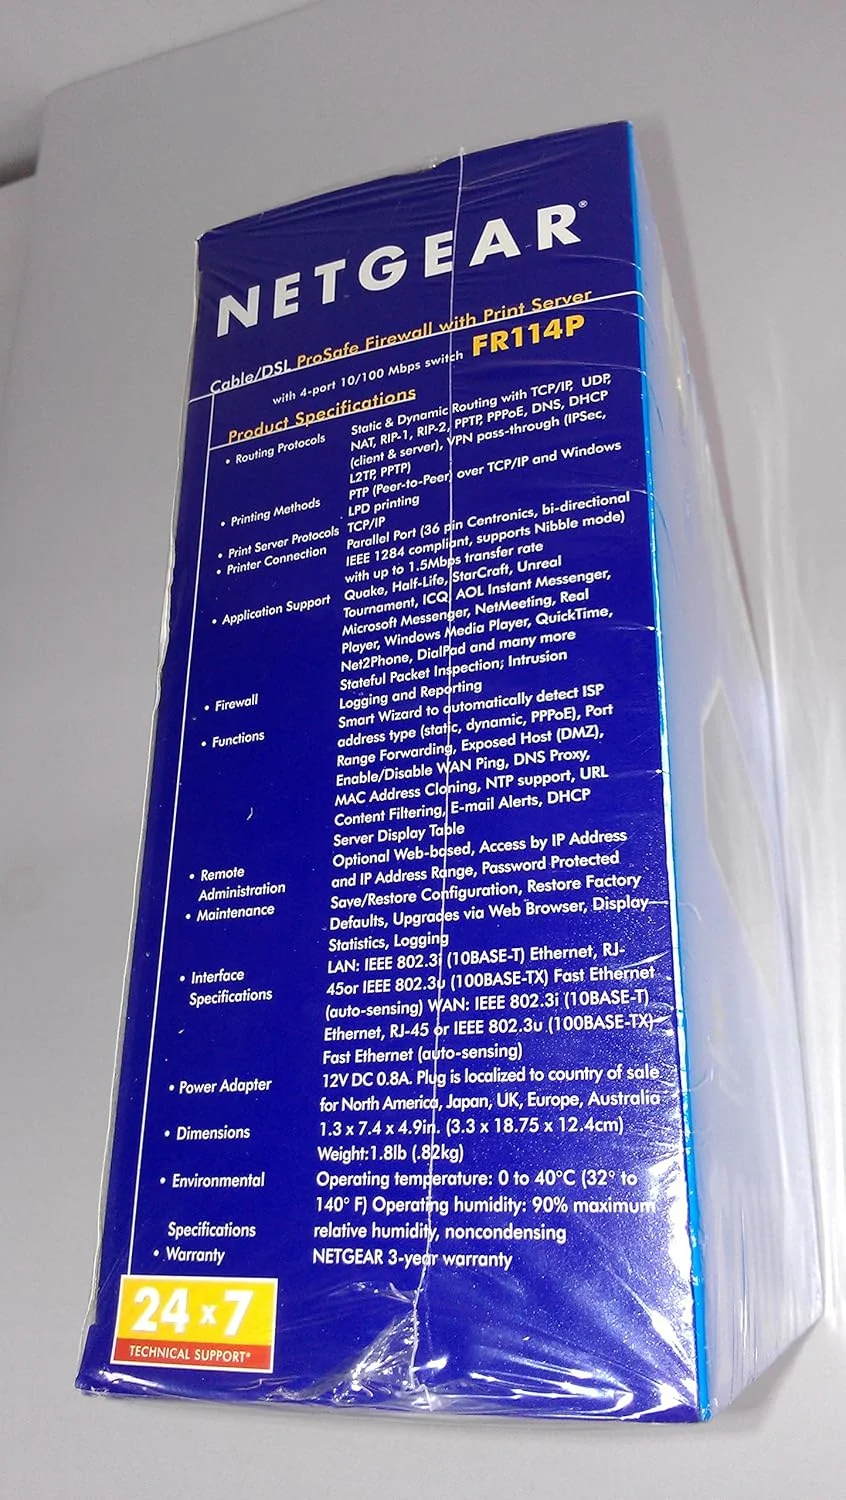 NETGEAR®
Cable/DSL ProSafe Firewall with Print Server
with 4-port 10/100 Mbps switch FR114P
Product Specifications
• Routing Protocols Static & Dynamic Routing with TCP/IP, UDP,
NAT, RIP-1, RIP-2, PPTP, PPPoE, DNS, DHCP
(client & server), VPN pass-through (IPSec,
L2TP, PPTP)
• Printing Methods PTP (Peer-to-Peer) over TCP/IP and Windows
LPD printing
• Print Server Protocols TCP/IP
• Printer Connection Parallel Port (36 pin Centronics, bi-directional
IEEE 1284 compliant, supports Nibble mode)
with up to 1.5Mbps transfer rate
• Application Support Quake, Half-Life, StarCraft, Unreal
Tournament, ICQ, AOL Instant Messenger,
Microsoft Messenger, NetMeeting, Real
Player, Windows Media Player, QuickTime,
Net2Phone, DialPad and many more
• Firewall Stateful Packet Inspection; Intrusion
Logging and Reporting
• Functions Smart Wizard to automatically detect ISP
address type (static, dynamic, PPPoE), Port
Range Forwarding, Exposed Host (DMZ),
Enable/Disable WAN Ping, DNS Proxy,
MAC Address Cloning, NTP support, URL
Content Filtering, E-mail Alerts, DHCP
Server Display Table
• Remote Optional Web-based, Access by IP Address
Administration and IP Address Range, Password Protected
• Maintenance Save/Restore Configuration, Restore Factory
Defaults, Upgrades via Web Browser, Display
Statistics, Logging
• Interface LAN: IEEE 802.3i (10BASE-T) Ethernet, RJ-
Specifications 45or IEEE 802.3u (100BASE-TX) Fast Ethernet
(auto-sensing) WAN: IEEE 802.3i (10BASE-T)
Ethernet, RJ-45 or IEEE 802.3u (100BASE-TX)
Fast Ethernet (auto-sensing)
• Power Adapter 12V DC 0.8A. Plug is localized to country of sale
for North America, Japan, UK, Europe, Australia
• Dimensions 1.3 x 7.4 x 4.9in. (3.3 x 18.75 x 12.4cm)
Weight:1.8lb (.82kg)
• Environmental Operating temperature: 0 to 40°C (32° to
140° F) Operating humidity: 90% maximum
Specifications relative humidity, noncondensing
• Warranty NETGEAR 3-year warranty
24 x 7
TECHNICAL SUPPORT*